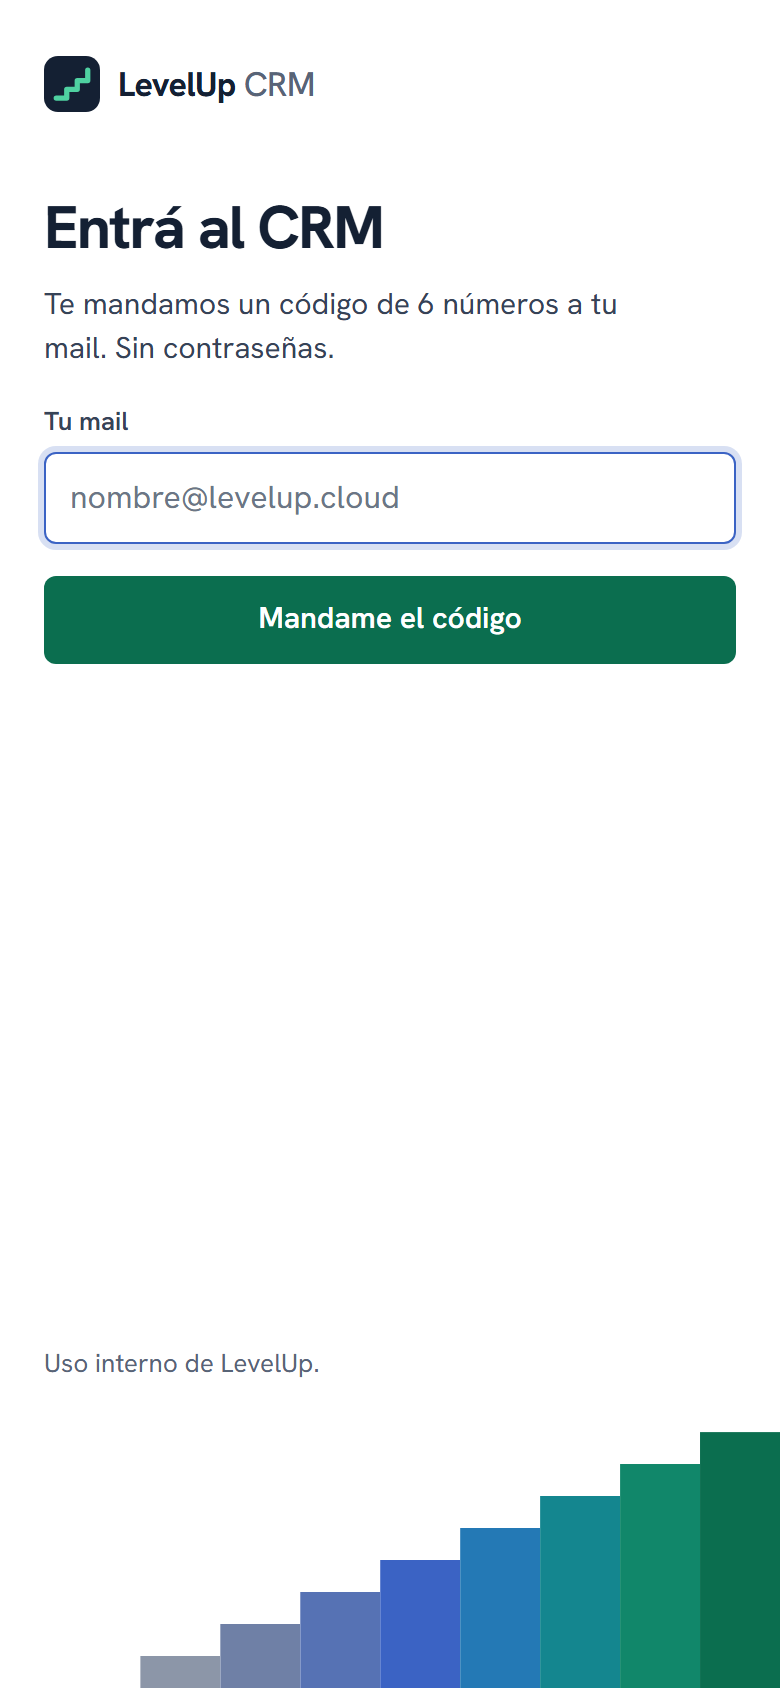 LevelUp CRM
Entrá al CRM
Te mandamos un código de 6 números a tu
mail. Sin contraseñas.
Tu mail
nombre@levelup.cloud
Mandame el código
Uso interno de LevelUp.